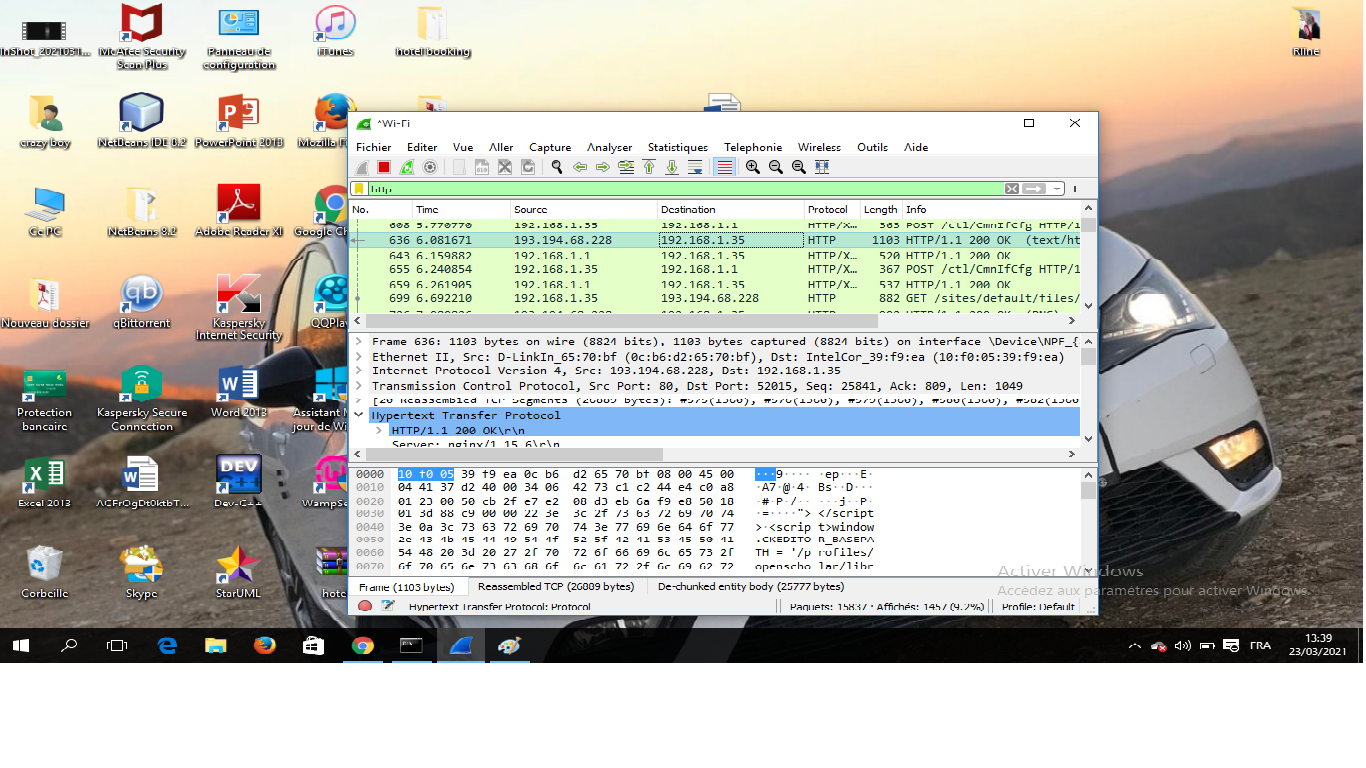 InShot_2021031...
McAfee Security Scan Plus
Panneau de configuration
iTunes
hotel booking
Rline
crazy boy
NetBeans IDE 8.2
PowerPoint 2013
Mozilla F
Ce PC
NetBeans 8.2
Adobe Reader XI
Google Ch
Nouveau dossier
qBittorrent
Kaspersky Internet Security
QQPlay
Protection bancaire
Kaspersky Secure Connection
Word 2013
Assistant M
jour de Wi
Excel 2013
Dev-C++
WampSe
Corbeille
Skype
StarUML
hote
*Wi-Fi
Fichier Editer Vue Aller Capture Analyser Statistiques Telephonie Wireless Outils Aide
http
No. Time Source Destination Protocol Length Info
608 5.770770 192.168.1.35 192.168.1.1 HTTP/X… 365 POST /ctl/CmnIfCfg HTTP/1
636 6.081671 193.194.68.228 192.168.1.35 HTTP 1103 HTTP/1.1 200 OK (text/ht
643 6.159882 192.168.1.1 192.168.1.35 HTTP/X… 520 HTTP/1.1 200 OK
655 6.240854 192.168.1.35 192.168.1.1 HTTP/X… 367 POST /ctl/CmnIfCfg HTTP/1
659 6.261905 192.168.1.1 192.168.1.35 HTTP/X… 537 HTTP/1.1 200 OK
699 6.692210 192.168.1.35 193.194.68.228 HTTP 882 GET /sites/default/files/
Frame 636: 1103 bytes on wire (8824 bits), 1103 bytes captured (8824 bits) on interface \Device\NPF_{
Ethernet II, Src: D-LinkIn_65:70:bf (0c:b6:d2:65:70:bf), Dst: IntelCor_39:f9:ea (10:f0:05:39:f9:ea)
Internet Protocol Version 4, Src: 193.194.68.228, Dst: 192.168.1.35
Transmission Control Protocol, Src Port: 80, Dst Port: 52015, Seq: 25841, Ack: 809, Len: 1049
[20 Reassembled TCP Segments (26889 bytes):
Hypertext Transfer Protocol
HTTP/1.1 200 OK\r\n
Server: nginx/1.15.6\r\n
0000 10 f0 05 39 f9 ea 0c b6 d2 65 70 bf 08 00 45 00 ···9···· ·ep···E·
0010 04 41 37 d2 40 00 34 06 42 73 c1 c2 44 e4 c0 a8 ·A7·@·4· Bs··D···
0020 01 23 00 50 cb 2f e7 e2 08 d3 eb 6a f9 e8 50 18 ·#·P·/·· ···j··P·
0030 01 3d 88 c9 00 00 22 3e 3c 2f 73 63 72 69 70 74 ·=····"> </script
0040 3e 0a 3c 73 63 72 69 70 74 3e 77 69 6e 64 6f 77 >·<scrip t>window
0050 2e 43 4b 45 44 49 54 4f 52 5f 42 41 53 45 50 41 .CKEDITO R_BASEPA
0060 54 48 20 3d 20 27 2f 70 72 6f 66 69 6c 65 73 2f TH = '/p rofiles/
6f 70 65 6e 73 63 68 6f 6c 61 72 2f 6c 69 62 72 openscho lar/libr
Frame (1103 bytes) Reassembled TCP (26889 bytes) De-chunked entity body (25777 bytes)
Hypertext Transfer Protocol: Protocol Paquets: 15837 · Affichés: 1457 (9.2%) Profile: Default
Activer Windows
Accédez aux paramètres pour activer Windows.
FRA
13:39
23/03/2021